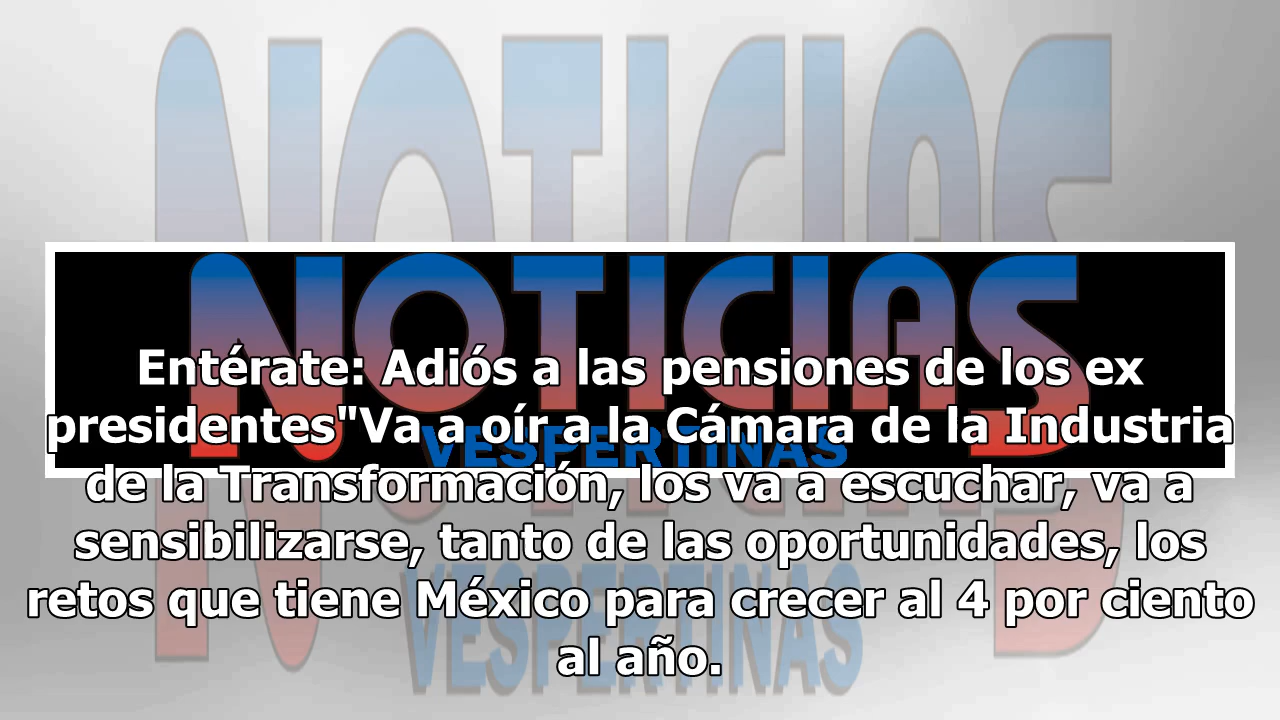 NOTICIAS
NOTICIAS
Entérate: Adiós a las pensiones de los ex
presidentes"Va a oír a la Cámara de la Industria
VESPERTINAS
de la Transformación, los va a escuchar, va a
sensibilizarse, tanto de las oportunidades, los
retos que tiene México para crecer al 4 por ciento
al año.
VESPERTINAS